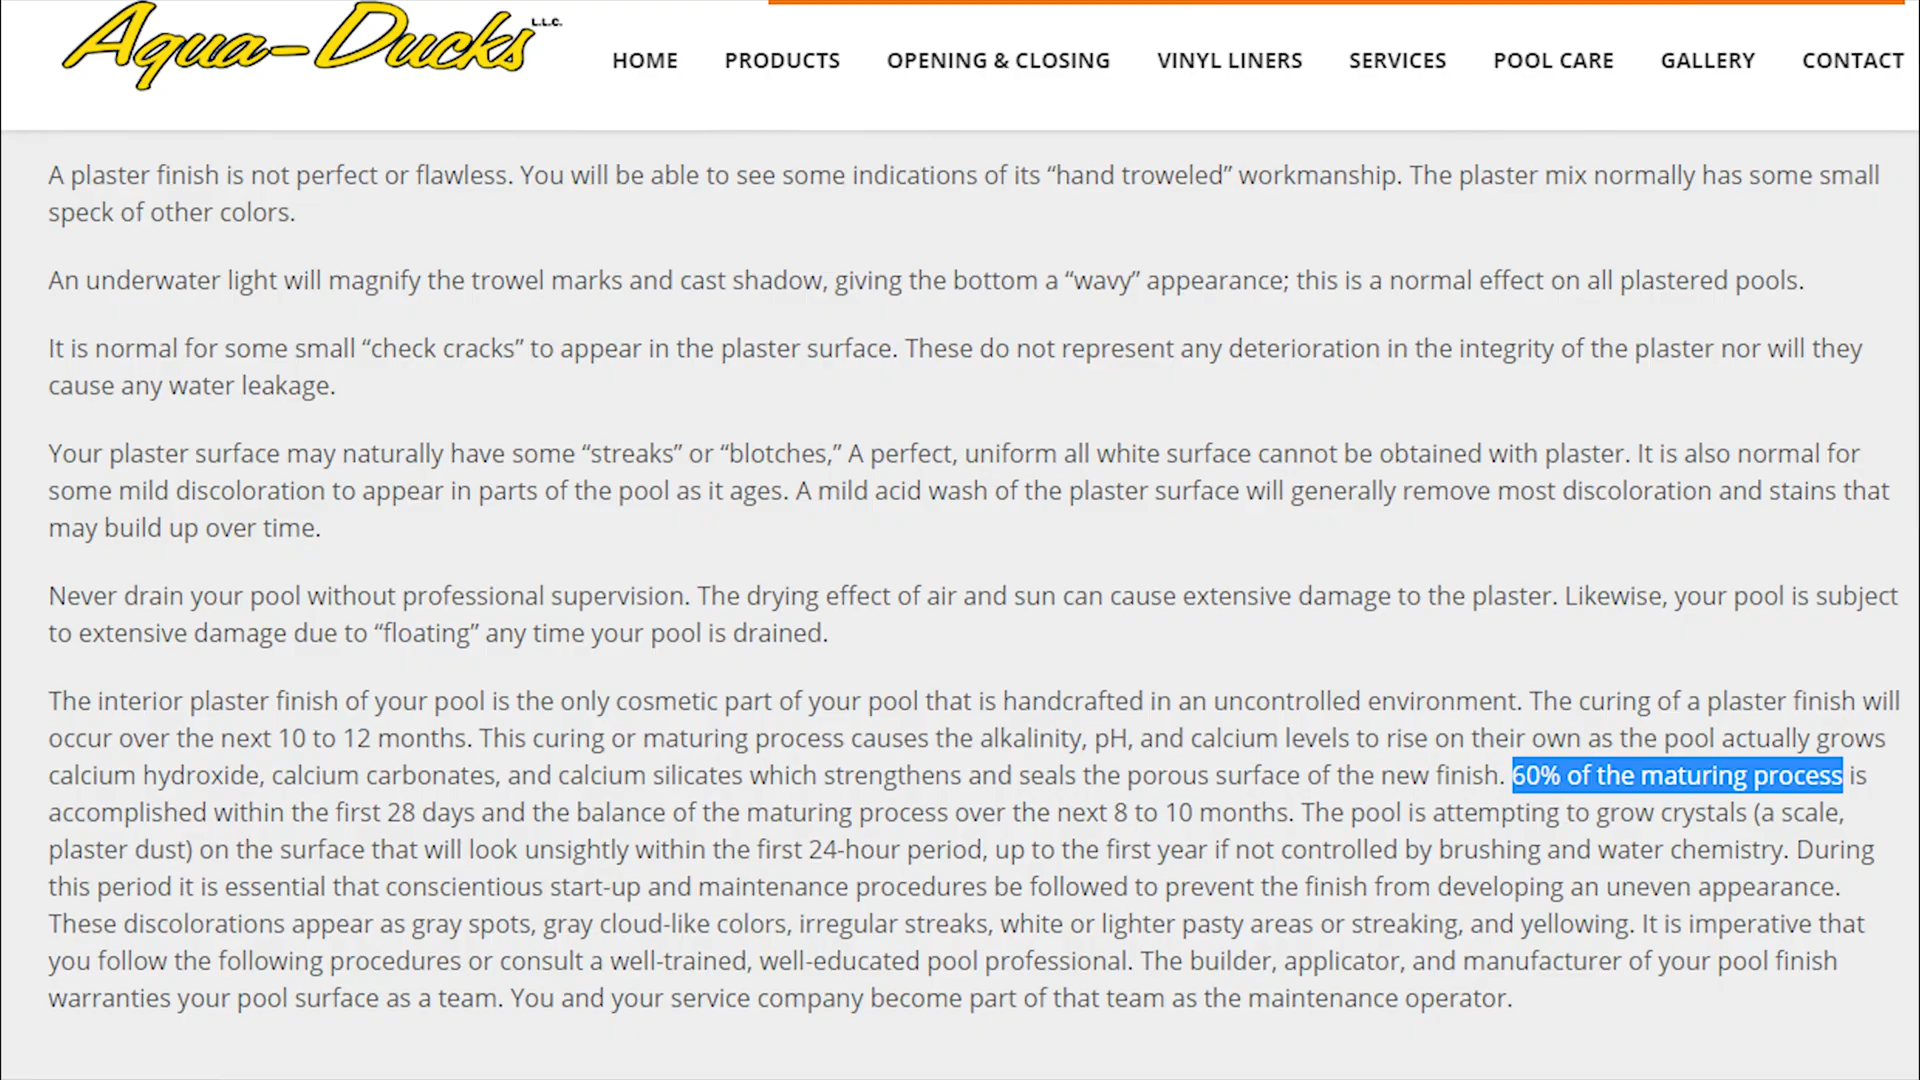 Aqua-Ducks L.L.C.
HOME PRODUCTS OPENING & CLOSING VINYL LINERS SERVICES POOL CARE GALLERY CONTACT
A plaster finish is not perfect or flawless. You will be able to see some indications of its “hand troweled” workmanship. The plaster mix normally has some small
speck of other colors.
An underwater light will magnify the trowel marks and cast shadow, giving the bottom a “wavy” appearance; this is a normal effect on all plastered pools.
It is normal for some small “check cracks” to appear in the plaster surface. These do not represent any deterioration in the integrity of the plaster nor will they
cause any water leakage.
Your plaster surface may naturally have some “streaks” or “blotches,” A perfect, uniform all white surface cannot be obtained with plaster. It is also normal for
some mild discoloration to appear in parts of the pool as it ages. A mild acid wash of the plaster surface will generally remove most discoloration and stains that
may build up over time.
Never drain your pool without professional supervision. The drying effect of air and sun can cause extensive damage to the plaster. Likewise, your pool is subject
to extensive damage due to “floating” any time your pool is drained.
The interior plaster finish of your pool is the only cosmetic part of your pool that is handcrafted in an uncontrolled environment. The curing of a plaster finish will
occur over the next 10 to 12 months. This curing or maturing process causes the alkalinity, pH, and calcium levels to rise on their own as the pool actually grows
calcium hydroxide, calcium carbonates, and calcium silicates which strengthens and seals the porous surface of the new finish. 60% of the maturing process is
accomplished within the first 28 days and the balance of the maturing process over the next 8 to 10 months. The pool is attempting to grow crystals (a scale,
plaster dust) on the surface that will look unsightly within the first 24-hour period, up to the first year if not controlled by brushing and water chemistry. During
this period it is essential that conscientious start-up and maintenance procedures be followed to prevent the finish from developing an uneven appearance.
These discolorations appear as gray spots, gray cloud-like colors, irregular streaks, white or lighter pasty areas or streaking, and yellowing. It is imperative that
you follow the following procedures or consult a well-trained, well-educated pool professional. The builder, applicator, and manufacturer of your pool finish
warranties your pool surface as a team. You and your service company become part of that team as the maintenance operator.